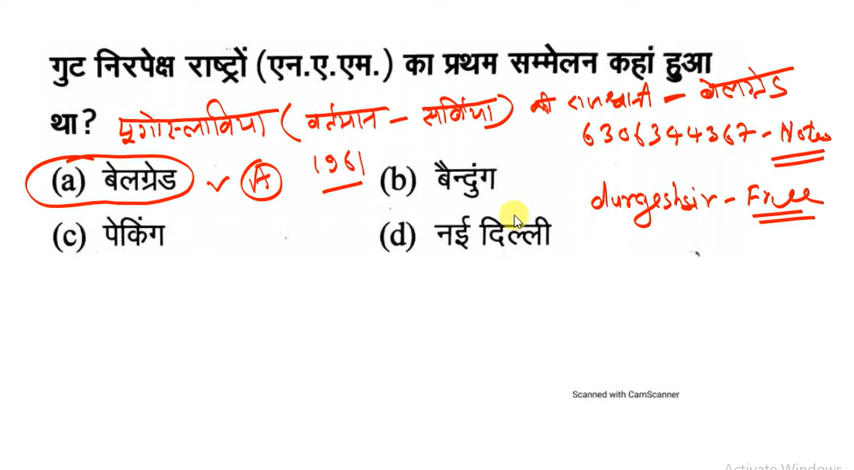 गुट निरपेक्ष राष्ट्रों (एन.ए.एम.) का प्रथम सम्मेलन कहां हुआ
था? यूगोस्लाविया (वर्तमान - सर्बिया) की राजधानी - बेलग्रेड
6306344367 - Notes
(a) बेलग्रेड A 1961 (b) बैन्दुंग
durgeshsir - Free
(c) पेकिंग (d) नई दिल्ली
Scanned with CamScanner
Activate Windows